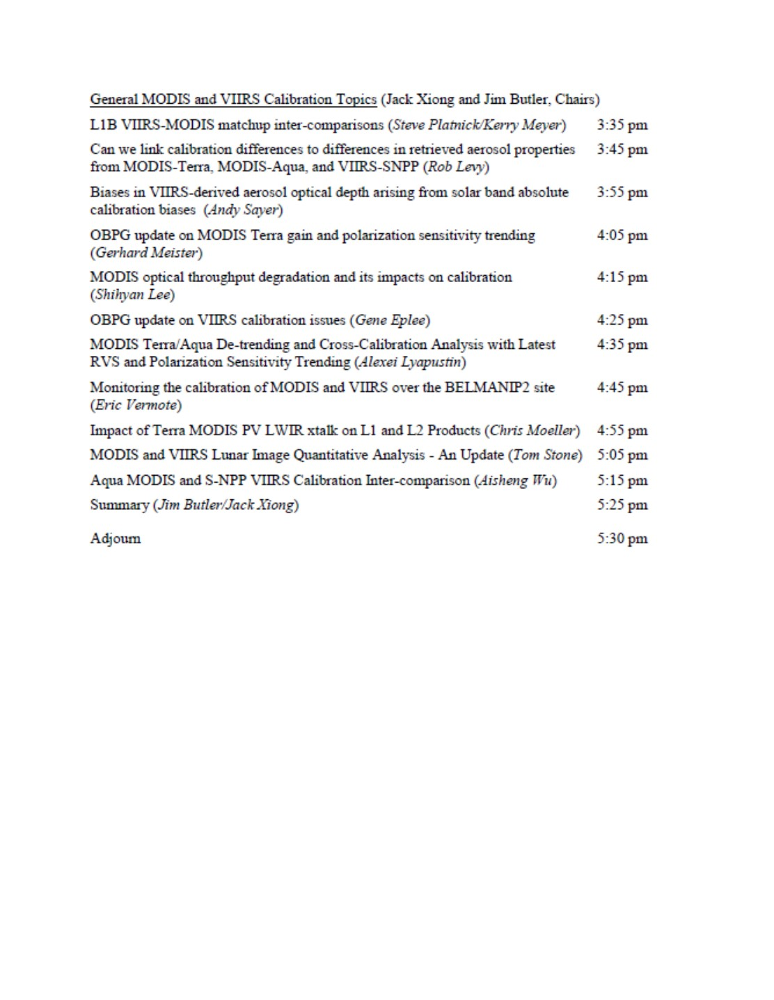 General MODIS and VIIRS Calibration Topics (Jack Xiong and Jim Butler, Chairs)
L1B VIIRS-MODIS matchup inter-comparisons (Steve Platnick/Kerry Meyer) 3:35 pm
Can we link calibration differences to differences in retrieved aerosol properties 3:45 pm
from MODIS-Terra, MODIS-Aqua, and VIIRS-SNPP (Rob Levy)
Biases in VIIRS-derived aerosol optical depth arising from solar band absolute 3:55 pm
calibration biases (Andy Sayer)
OBPG update on MODIS Terra gain and polarization sensitivity trending 4:05 pm
(Gerhard Meister)
MODIS optical throughput degradation and its impacts on calibration 4:15 pm
(Shihyan Lee)
OBPG update on VIIRS calibration issues (Gene Eplee) 4:25 pm
MODIS Terra/Aqua De-trending and Cross-Calibration Analysis with Latest 4:35 pm
RVS and Polarization Sensitivity Trending (Alexei Lyapustin)
Monitoring the calibration of MODIS and VIIRS over the BELMANIP2 site 4:45 pm
(Eric Vermote)
Impact of Terra MODIS PV LWIR xtalk on L1 and L2 Products (Chris Moeller) 4:55 pm
MODIS and VIIRS Lunar Image Quantitative Analysis - An Update (Tom Stone) 5:05 pm
Aqua MODIS and S-NPP VIIRS Calibration Inter-comparison (Aisheng Wu) 5:15 pm
Summary (Jim Butler/Jack Xiong) 5:25 pm
Adjourn 5:30 pm